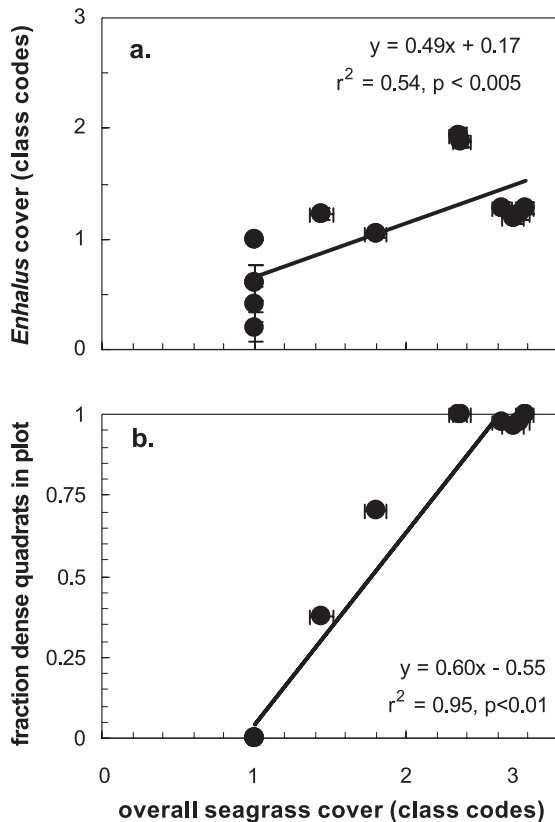 3
a.
y = 0.49x + 0.17
r² = 0.54, p < 0.005
2
1
0
Enhalus cover (class codes)
1
b.
0.75
0.5
0.25
0
y = 0.60x - 0.55
r² = 0.95, p<0.01
fraction dense quadrats in plot
0 1 2 3
overall seagrass cover (class codes)